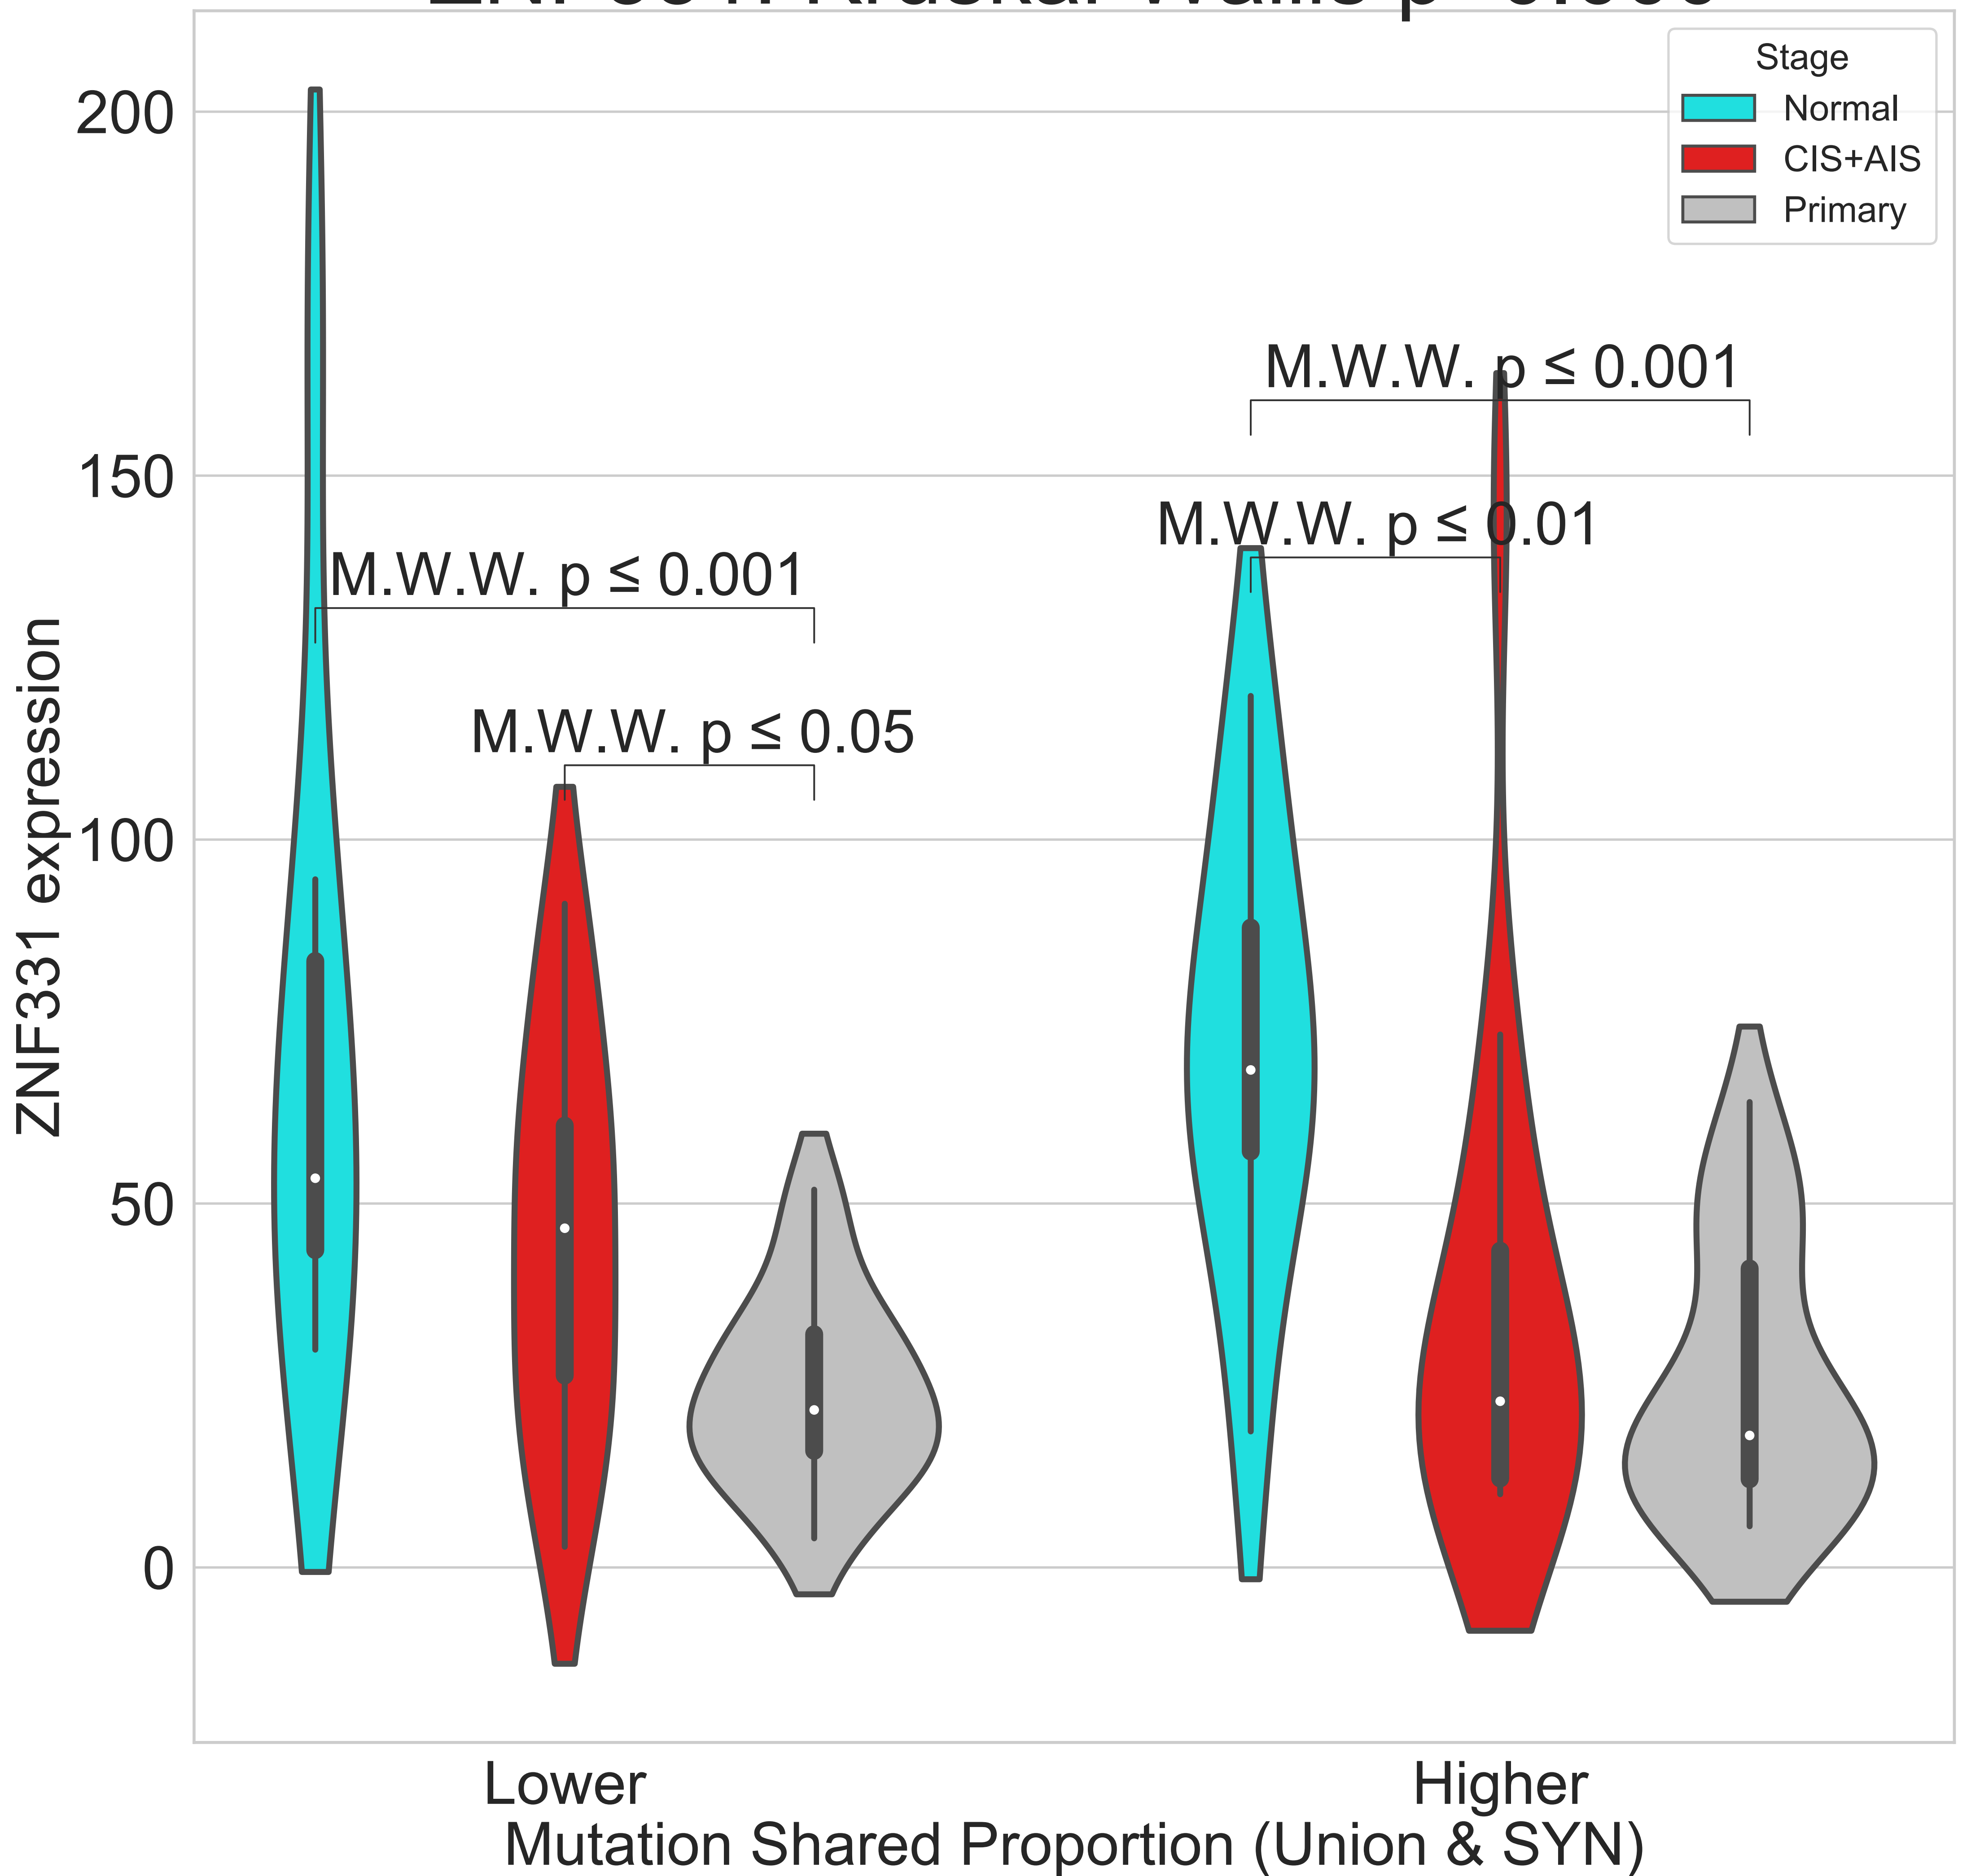 Stage
Normal
CIS+AIS
Primary
200
150
100
50
0
ZNF331 expression
M.W.W. p ≤ 0.001
M.W.W. p ≤ 0.01
M.W.W. p ≤ 0.001
M.W.W. p ≤ 0.05
Lower
Higher
Mutation Shared Proportion (Union & SYN)